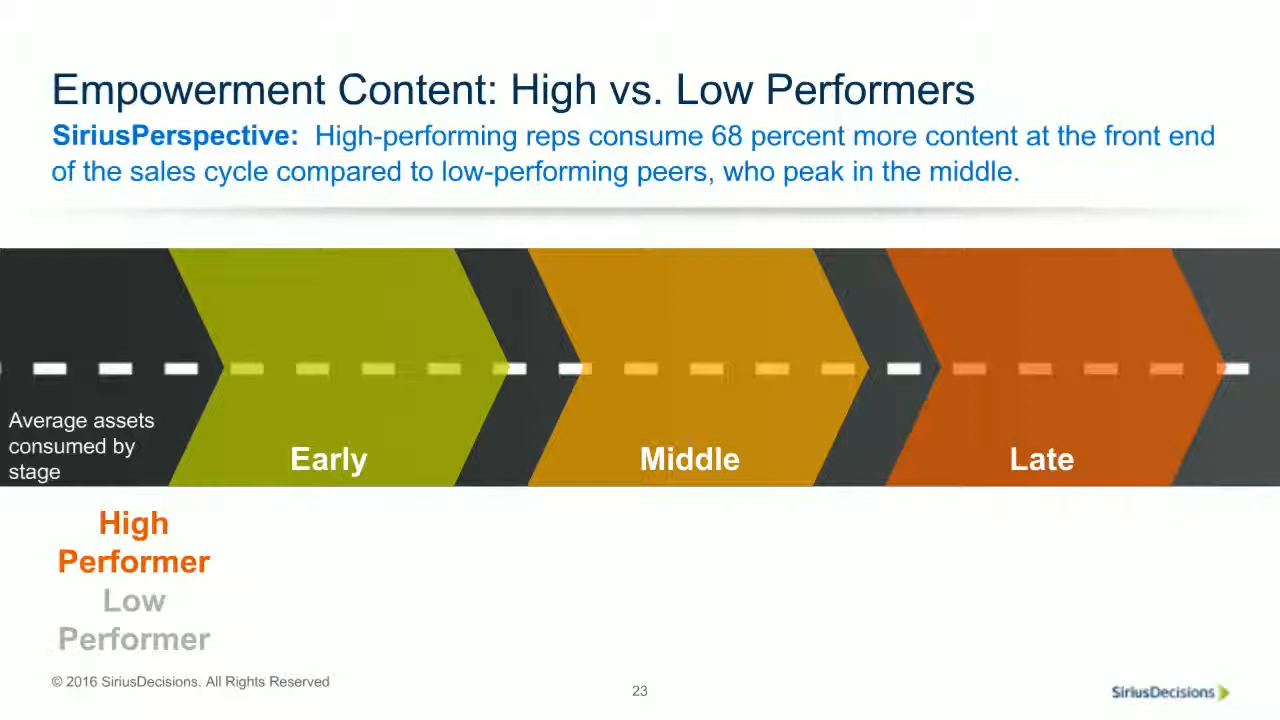 Empowerment Content: High vs. Low Performers
SiriusPerspective: High-performing reps consume 68 percent more content at the front end
of the sales cycle compared to low-performing peers, who peak in the middle.
Average assets
consumed by
stage
Early
Middle
Late
High
Performer
Low
Performer
© 2016 SiriusDecisions. All Rights Reserved
23
SiriusDecisions